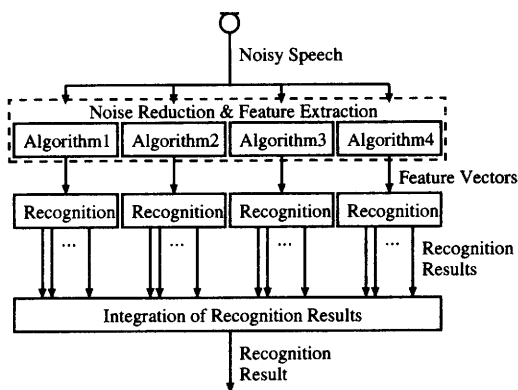 Noisy Speech
Noise Reduction & Feature Extraction
Algorithm1 Algorithm2 Algorithm3 Algorithm4
Feature Vectors
Recognition Recognition Recognition Recognition
... ... ... ...
Recognition
Results
Integration of Recognition Results
Recognition
Result